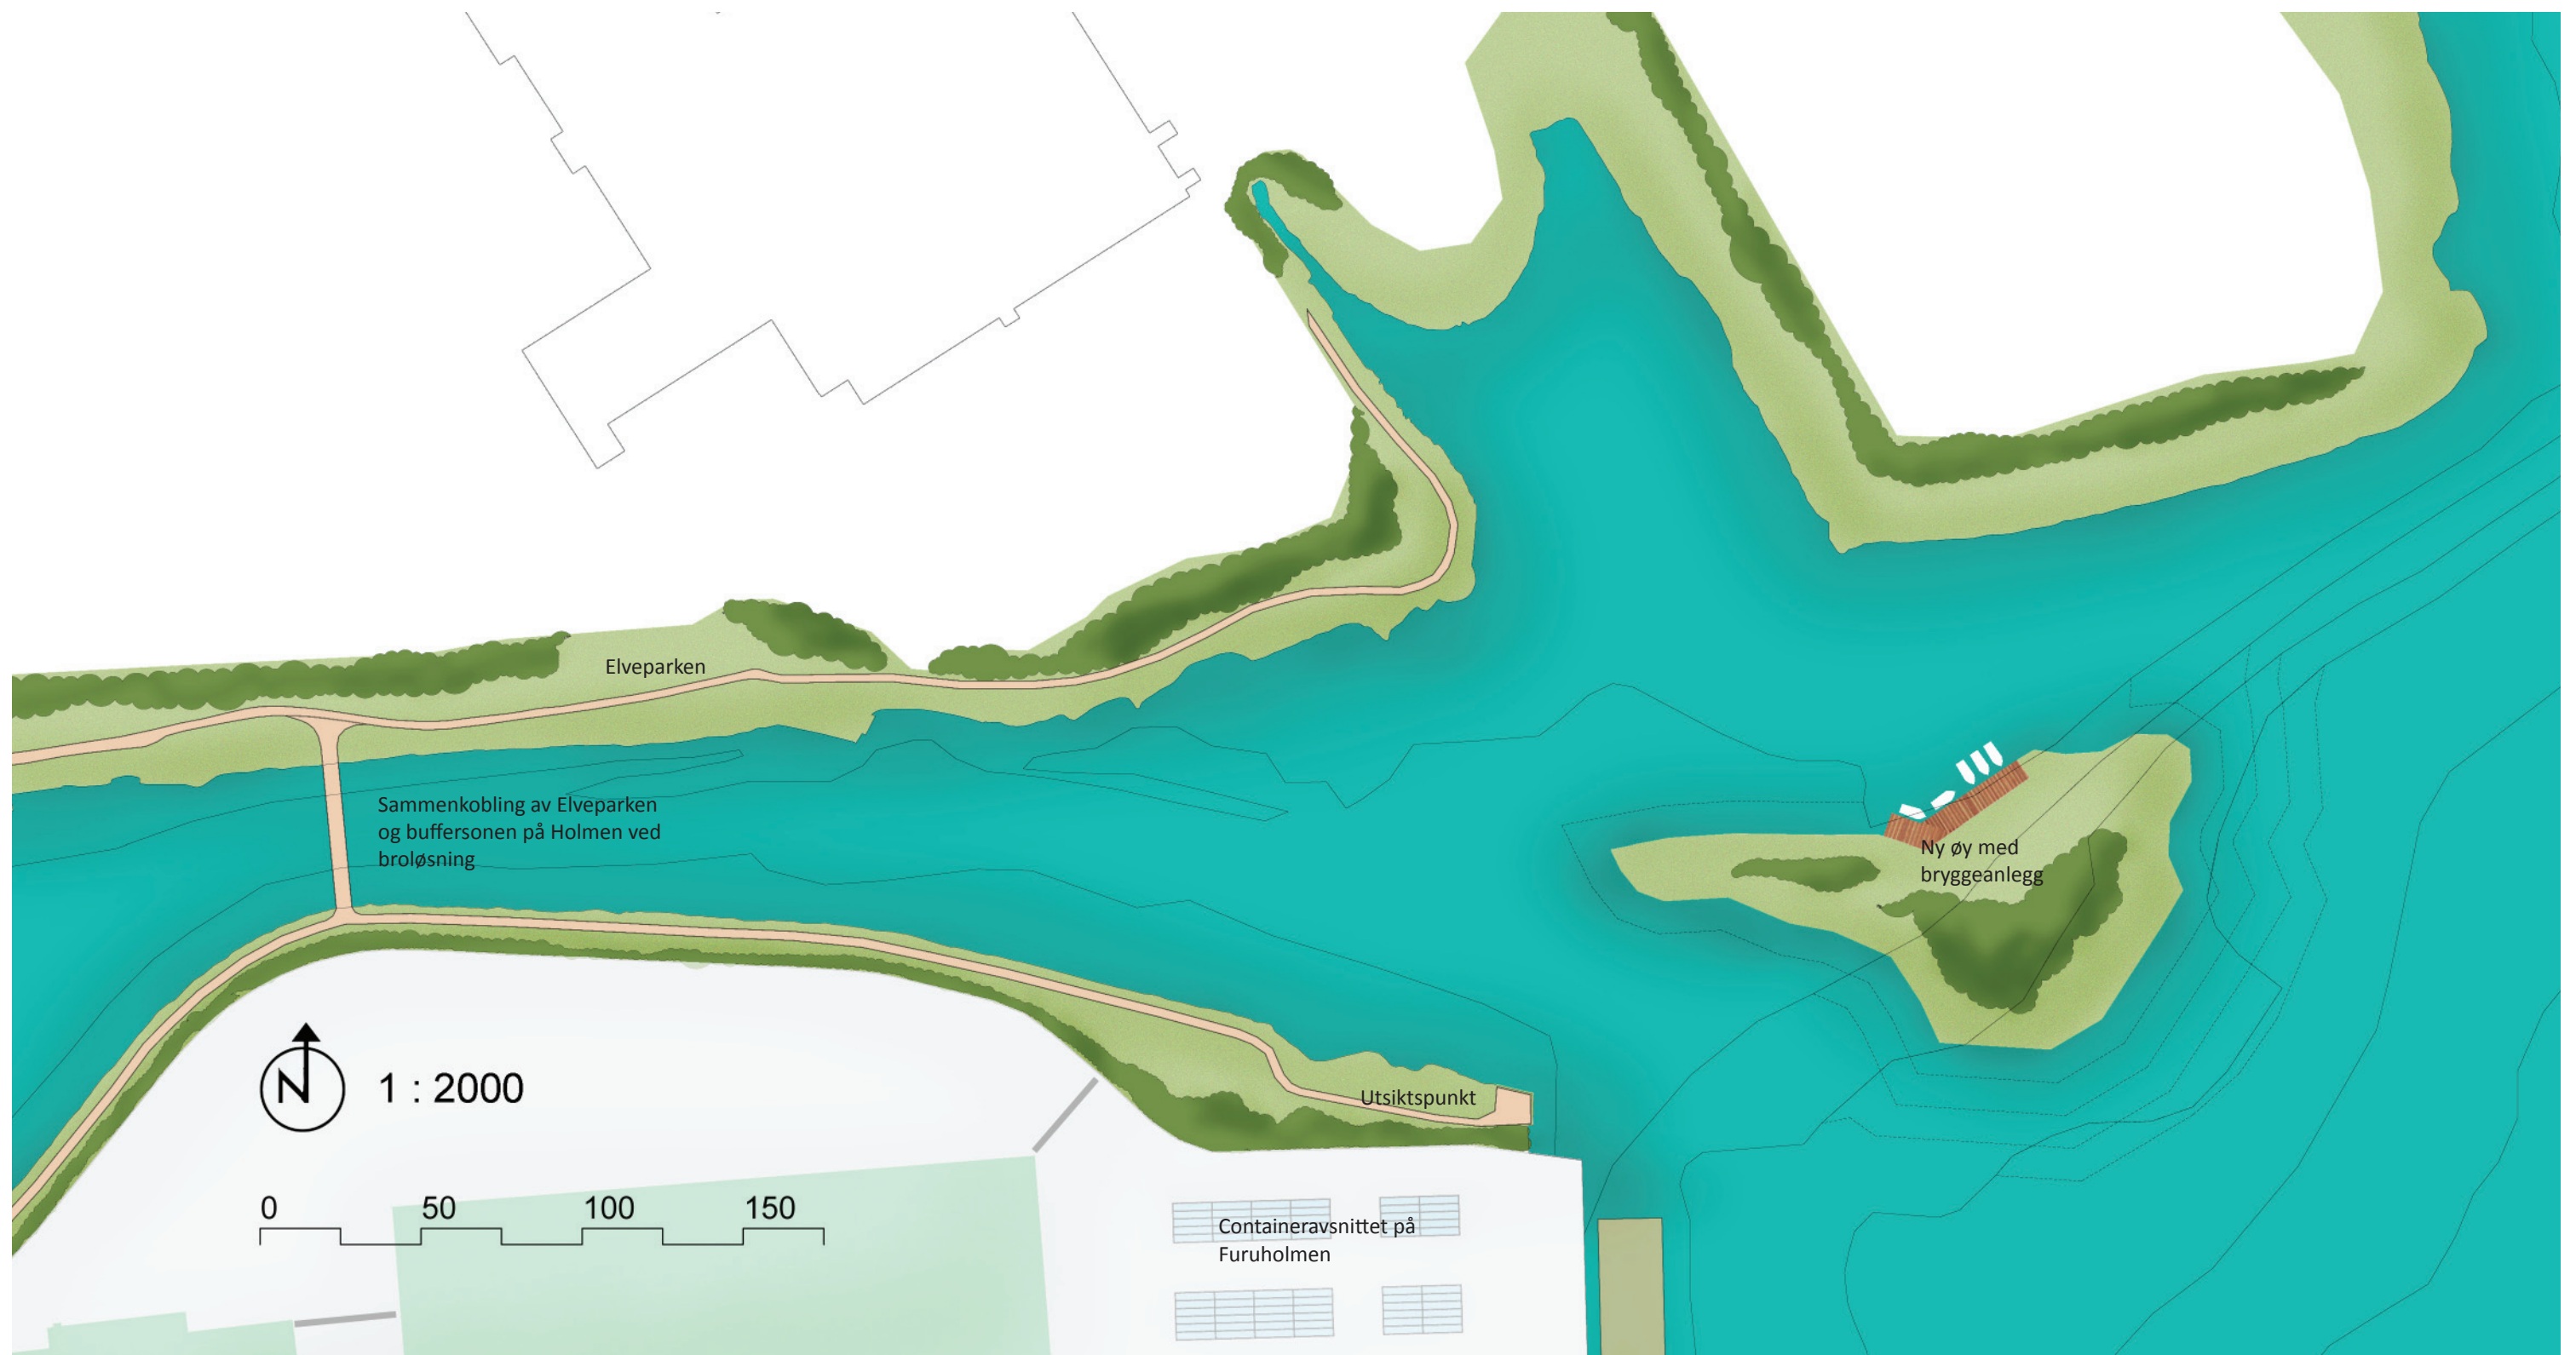 Elveparken
Sammenkobling av Elveparken
og buffersonen på Holmen ved
broløsning
Ny øy med
bryggeanlegg
N 1 : 2000
Utsiktspunkt
0 50 100 150
Containeravsnittet på
Furuholmen